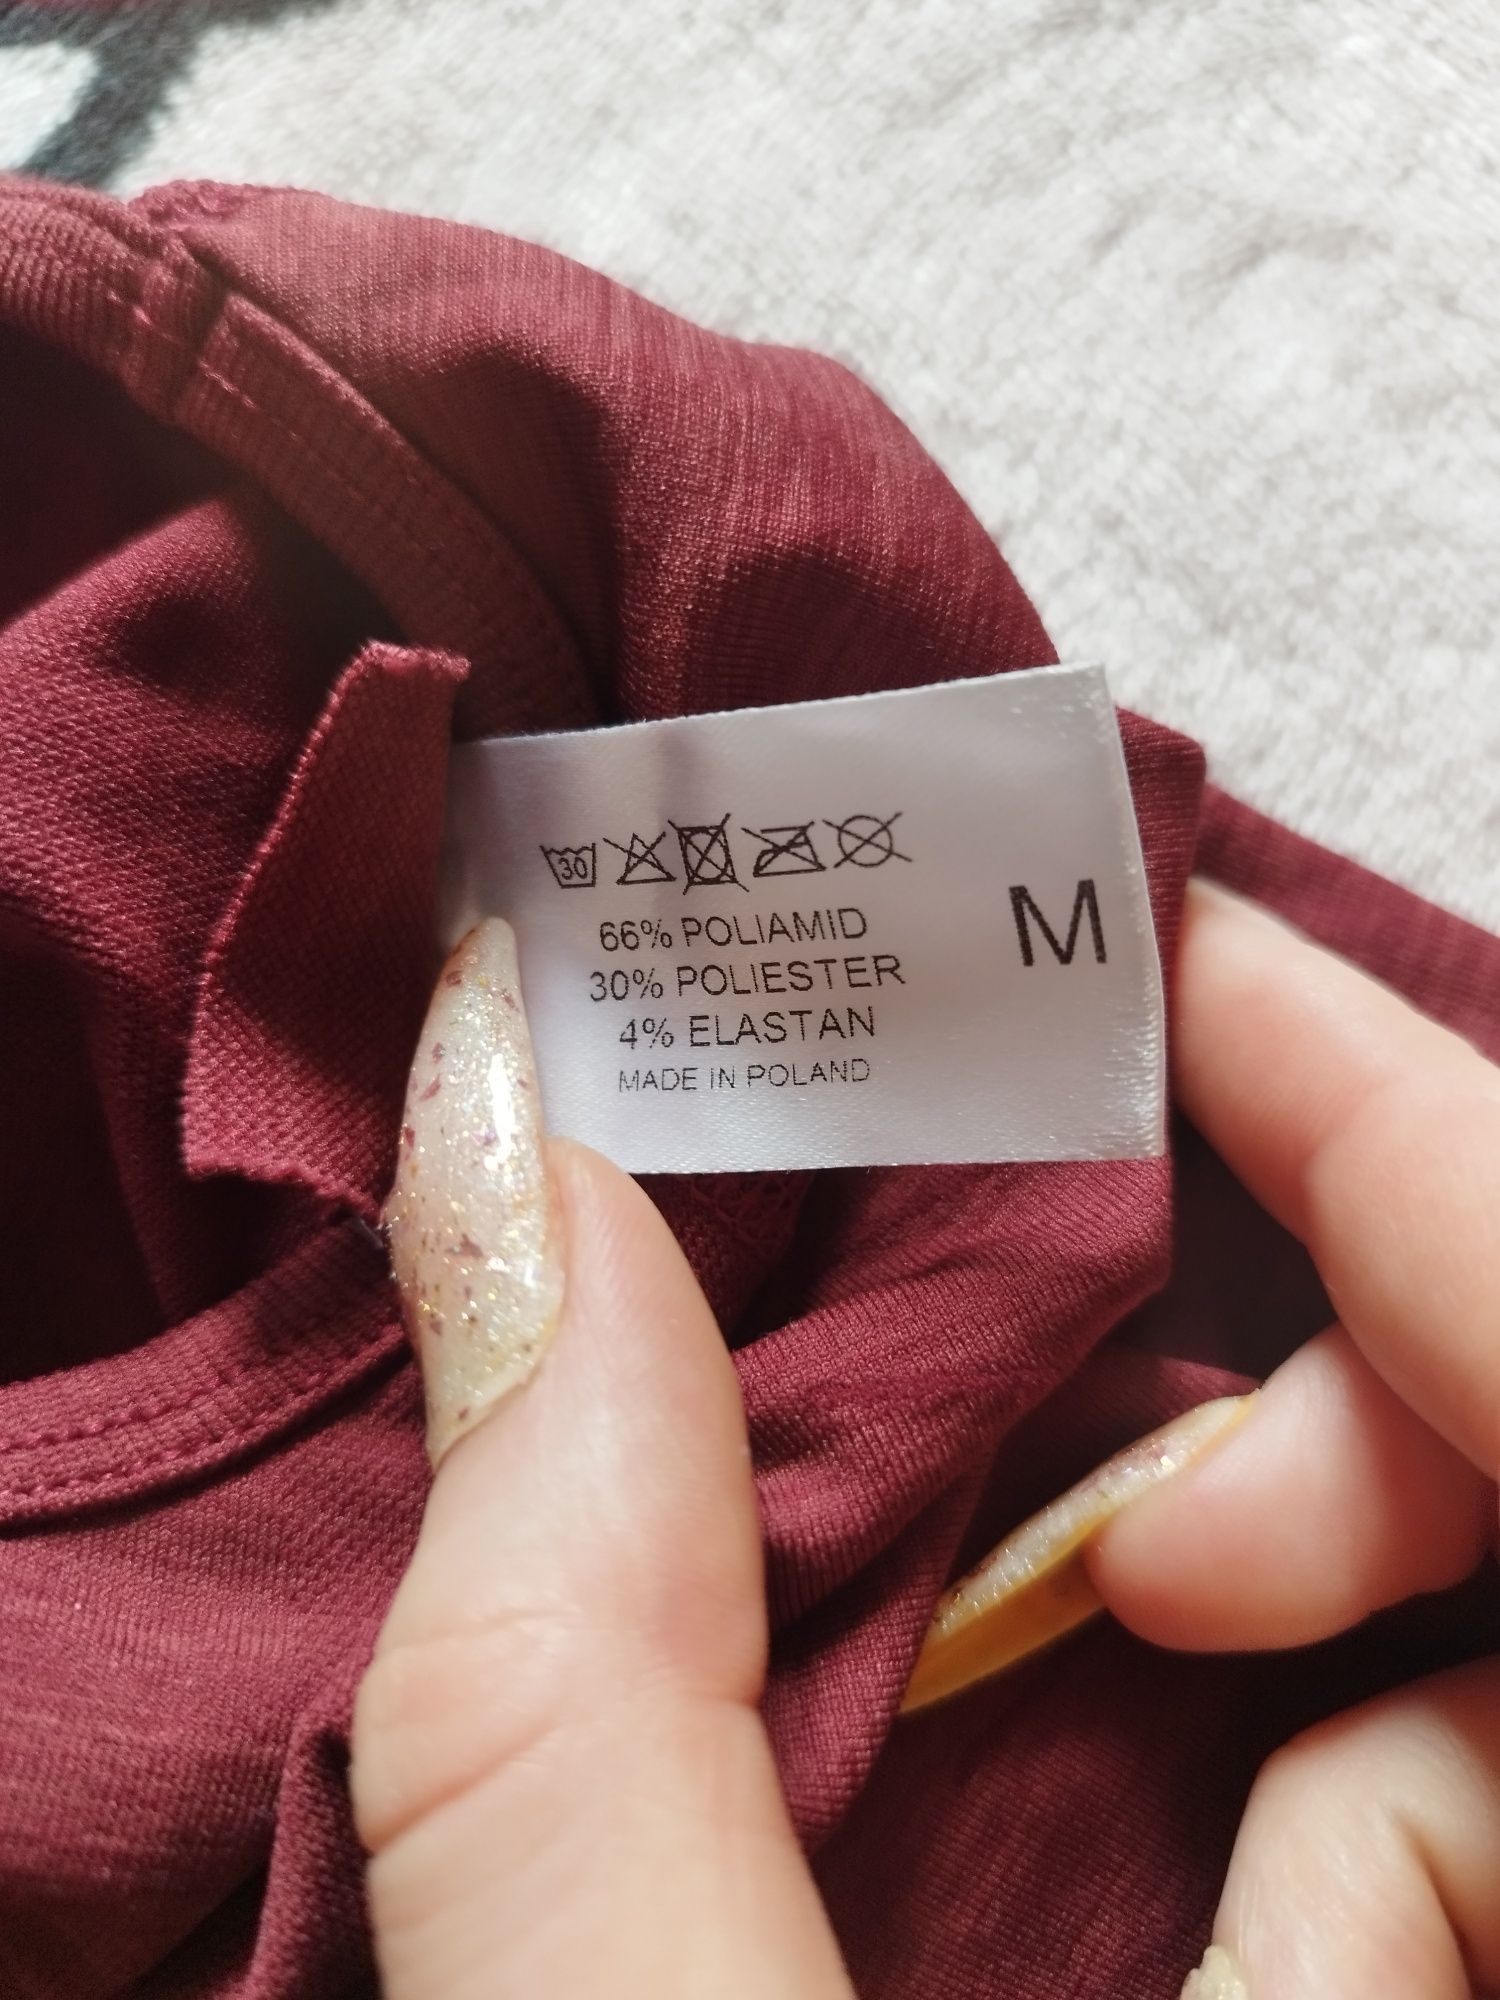 30
66% POLIAMID
30% POLIESTER
4% ELASTAN
MADE IN POLAND
M